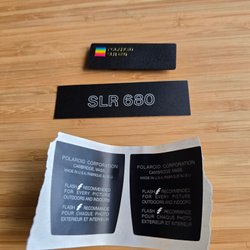 POLAROID
SLR 680
POLAROID CORPORATION
CAMBRIDGE, MASS.
MADE IN U.S.A.
FLASH RECOMMENDED
FOR EVERY PICTURE
OUTDOORS AND INDOORS
FLASH RECOMMANDE
POUR CHAQUE PHOTO
EXTERIEUR ET INTERIEUR
POLAROID CORPORATION
CAMBRIDGE, MASS.
MADE IN U.S.A.
FLASH RECOMMENDED
FOR EVERY PICTURE
OUTDOORS AND INDOORS
FLASH RECOMMANDE
POUR CHAQUE PHOTO
EXTERIEUR ET INTERIEUR